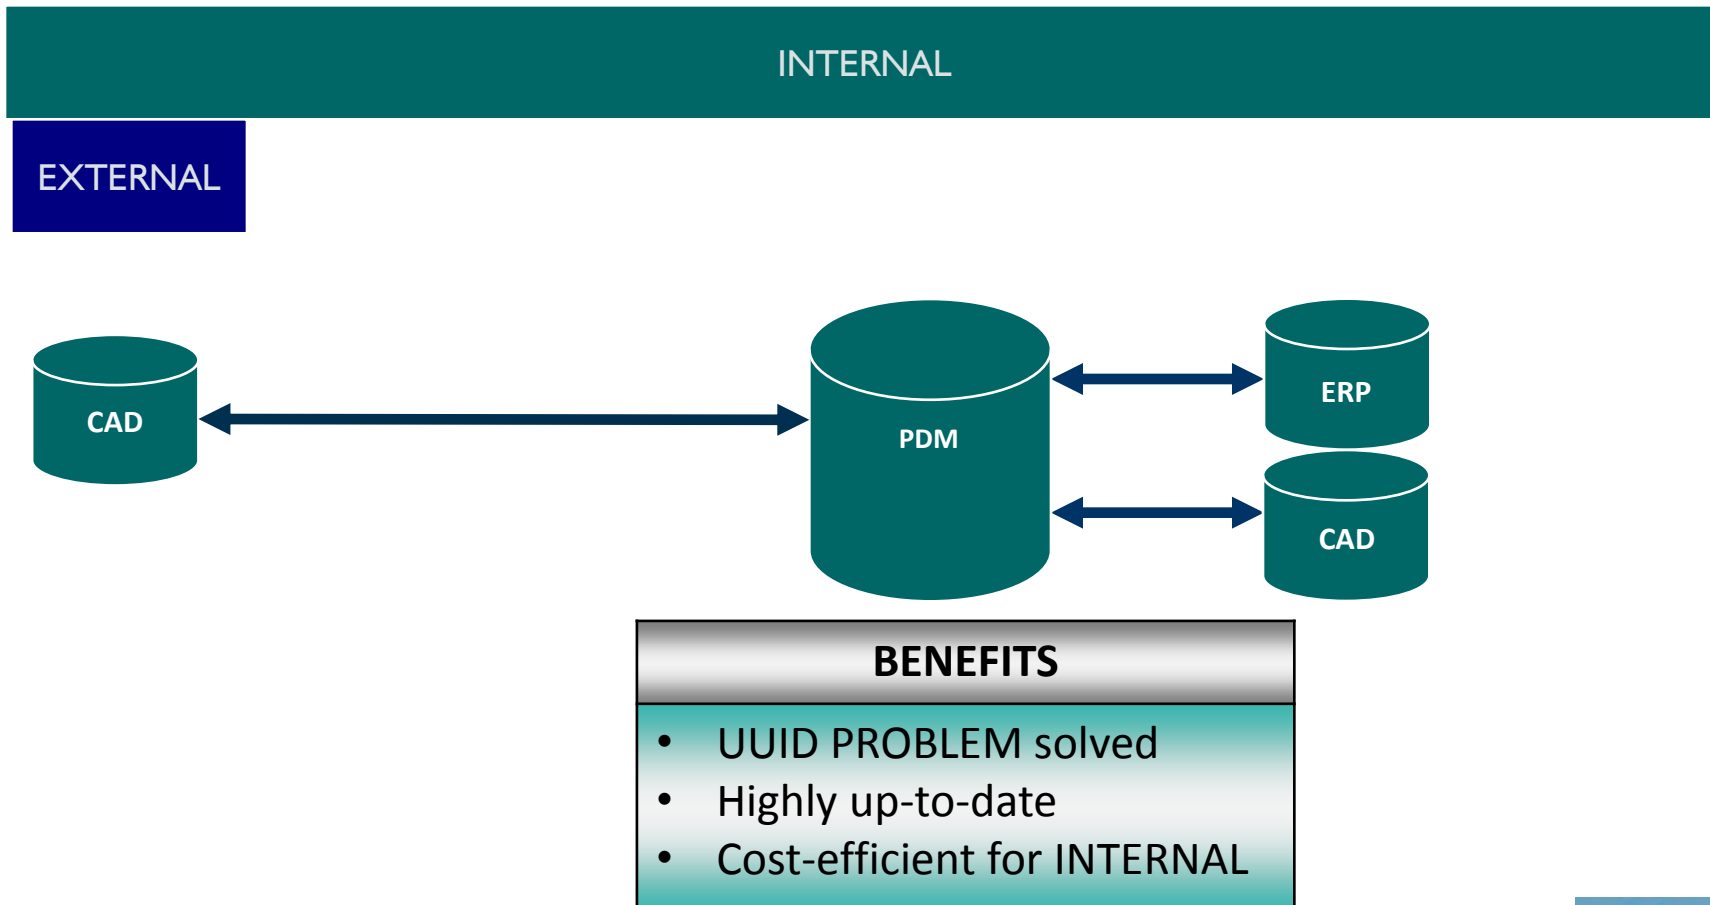 INTERNAL
EXTERNAL
CAD
PDM
ERP
CAD
BENEFITS
• UUID PROBLEM solved
• Highly up-to-date
• Cost-efficient for INTERNAL